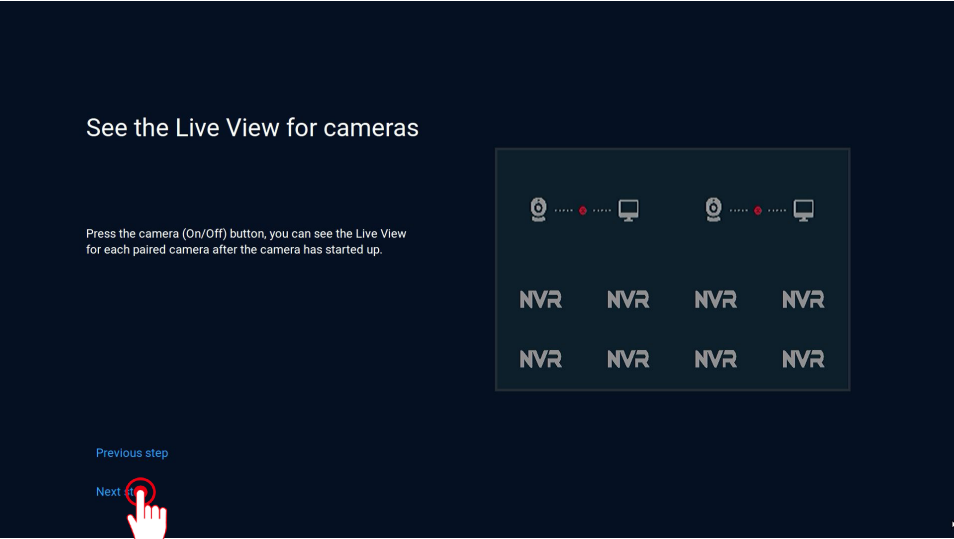 See the Live View for cameras
Press the camera (On/Off) button, you can see the Live View
for each paired camera after the camera has started up.
NVR NVR NVR NVR
NVR NVR NVR NVR
Previous step
Next